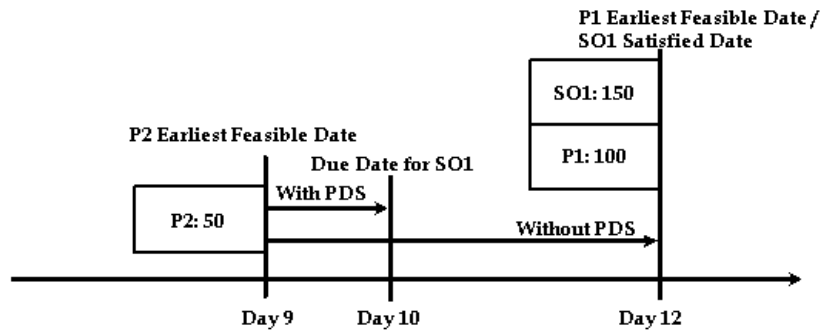 P1 Earliest Feasible Date /
SO1 Satisfied Date
SO1: 150
P2 Earliest Feasible Date
Due Date for SO1
P1: 100
With PDS
P2: 50
Without PDS
Day 9
Day 10
Day 12